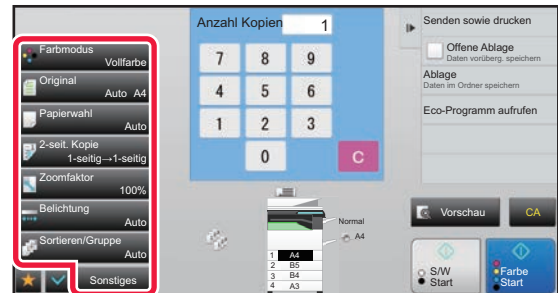 Farbmodus
Vollfarbe
Original
Auto A4
Papierwahl
Auto
2-seit. Kopie
1-seitig→1-seitig
Zoomfaktor
100%
Belichtung
Auto
Sortieren/Gruppe
Auto
Sonstiges
Anzahl Kopien 1
7 8 9
4 5 6
1 2 3
0 C
Normal
A4
1 A4
2 B5
3 B4
4 A3
Senden sowie drucken
Offene Ablage
Daten vorüberg. speichern
Ablage
Daten im Ordner speichern
Eco-Programm aufrufen
Vorschau
CA
S/W
Start
Farbe
Start